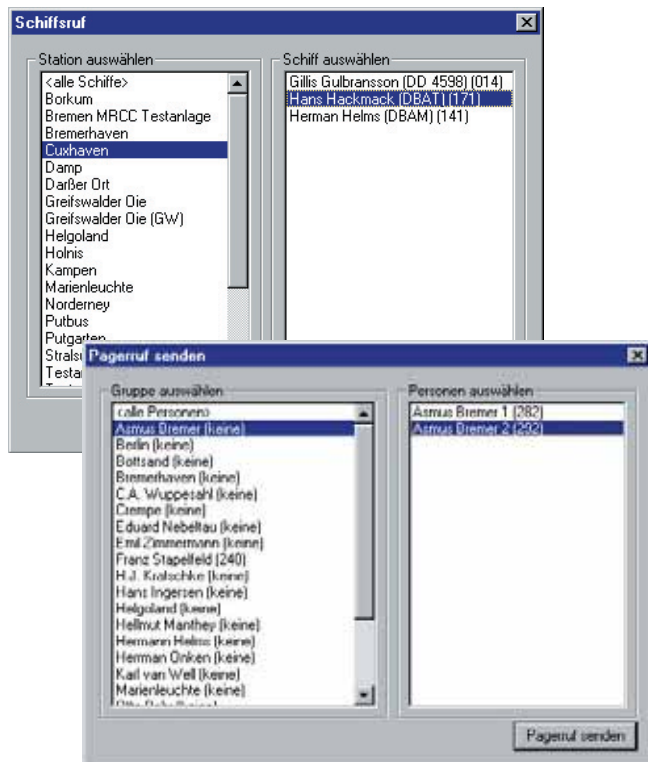 Schiffsruf
Station auswählen
<alle Schiffe>
Borkum
Bremen MRCC Testanlage
Bremerhaven
Cuxhaven
Damp
Darßer Ort
Greifswalder Oie
Greifswalder Oie (GW)
Helgoland
Holnis
Kampen
Marienleuchte
Norderney
Putbus
Putgarten
Schiff auswählen
Gillis Gulbransson (DD 4598) (014)
Hans Hackmack (DBAT) (171)
Herman Helms (DBAM) (141)
Pagerruf senden
Gruppe auswählen
<alle Personen>
Asmus Bremer (keine)
Berlin (keine)
Bottsand (keine)
Bremerhaven (keine)
C.A. Wuppesahl (keine)
Crempe (keine)
Eduard Nebeltau (keine)
Emil Zimmermann (keine)
Franz Stapelfeld (240)
H.J. Kratschke (keine)
Hans Ingersen (keine)
Helgoland (keine)
Hellmut Manthey (keine)
Hermann Helms (keine)
Herrman Onken (keine)
Karl van Well (keine)
Marienleuchte (keine)
Personen auswählen
Asmus Bremer 1 (282)
Asmus Bremer 2 (292)
Pagerruf senden